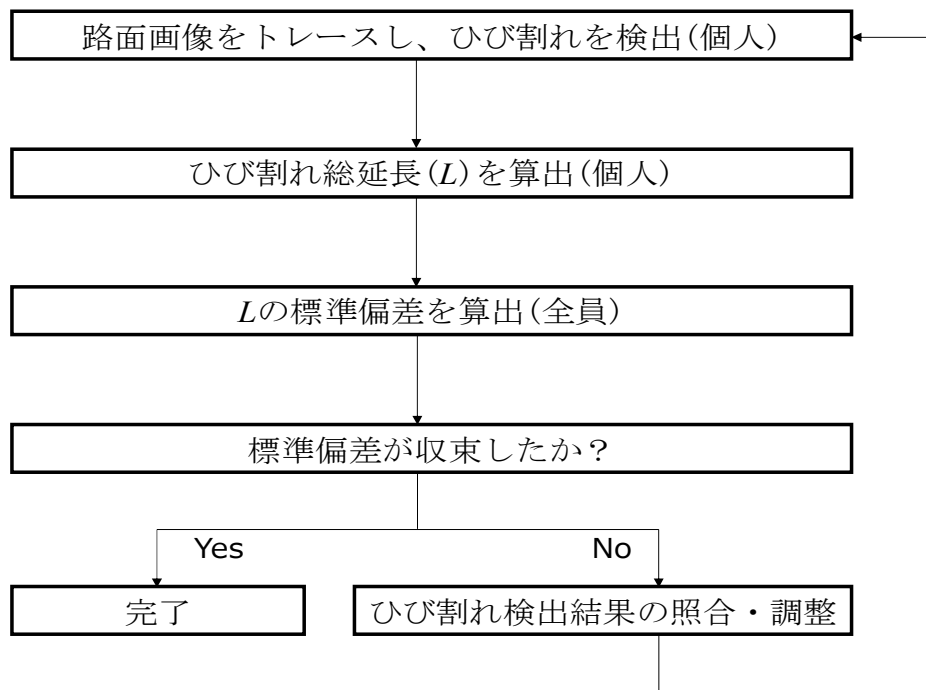 路面画像をトレースし、ひび割れを検出(個人)
ひび割れ総延長(L)を算出(個人)
Lの標準偏差を算出(全員)
標準偏差が収束したか？
Yes
No
完了
ひび割れ検出結果の照合・調整